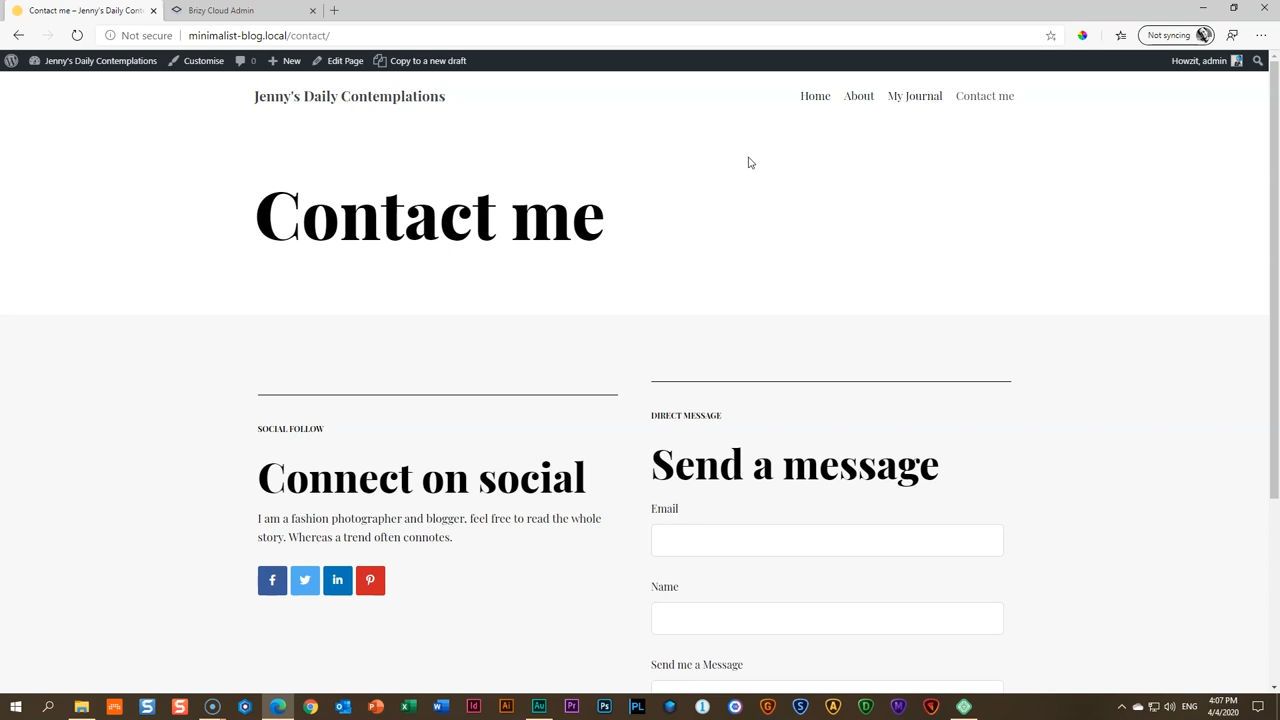 Contact me – Jenny's Daily Cont
Brizy Cloud Admin
Not secure
minimalist-blog.local/contact/
Not syncing
Jenny's Daily Contemplations
Customise
0
New
Edit Page
Copy to a new draft
Howzit, admin
Jenny's Daily Contemplations
Home
About
My Journal
Contact me
Contact me
SOCIAL FOLLOW
Connect on social
I am a fashion photographer and blogger, feel free to read the whole
story. Whereas a trend often connotes.
DIRECT MESSAGE
Send a message
Email
Name
Send me a Message
ENG
4:07 PM
4/4/2020